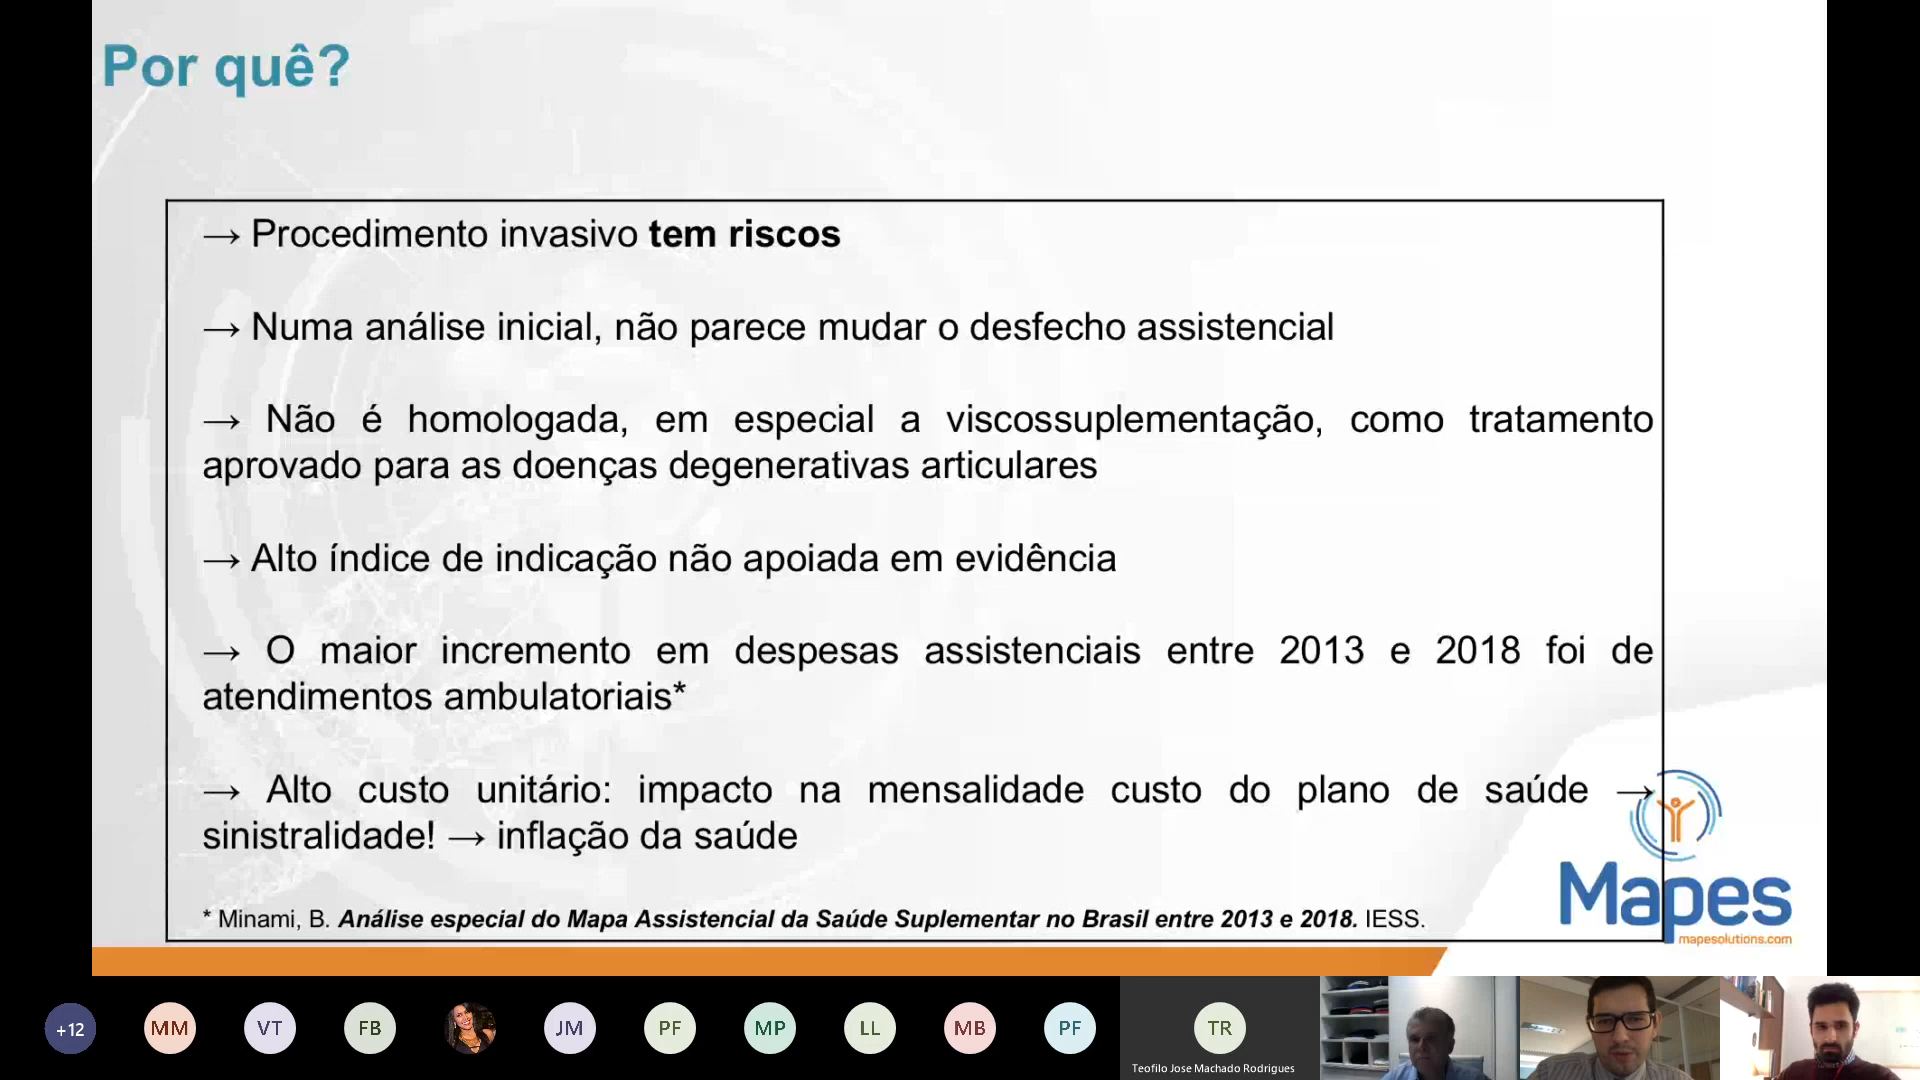 Por quê?
→ Procedimento invasivo tem riscos
→ Numa análise inicial, não parece mudar o desfecho assistencial
→ Não é homologada, em especial a viscossuplementação, como tratamento
aprovado para as doenças degenerativas articulares
→ Alto índice de indicação não apoiada em evidência
→ O maior incremento em despesas assistenciais entre 2013 e 2018 foi de
atendimentos ambulatoriais*
→ Alto custo unitário: impacto na mensalidade custo do plano de saúde →
sinistralidade! → inflação da saúde
* Minami, B. Análise especial do Mapa Assistencial da Saúde Suplementar no Brasil entre 2013 e 2018. IESS.
Mapes
mapesolutions.com
+12 MM VT FB JM PF MP LL MB PF TR
Teofilo Jose Machado Rodrigues